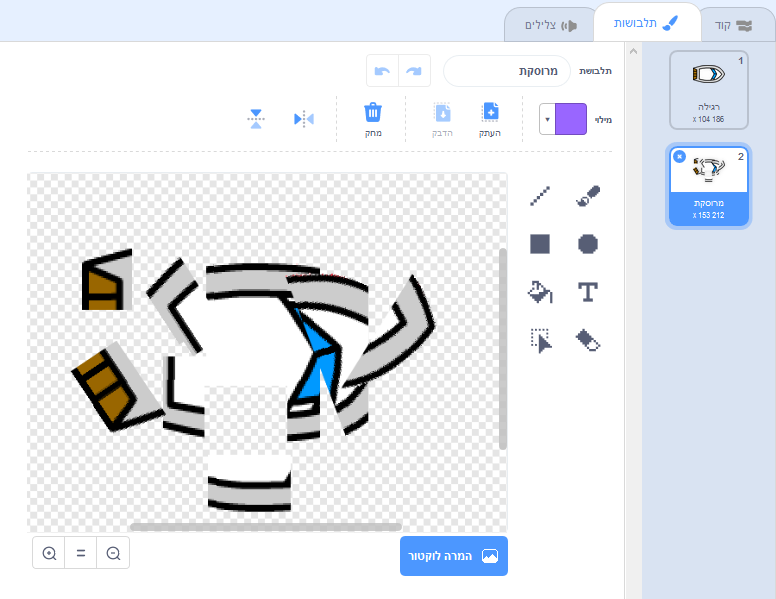 קוד
תלבושות
צלילים
1
רגילה
186 x 104
2
מרוסקת
212 x 153
תלבושת
מרוסקת
מילוי
העתק
הדבק
מחק
T
המרה לוקטור